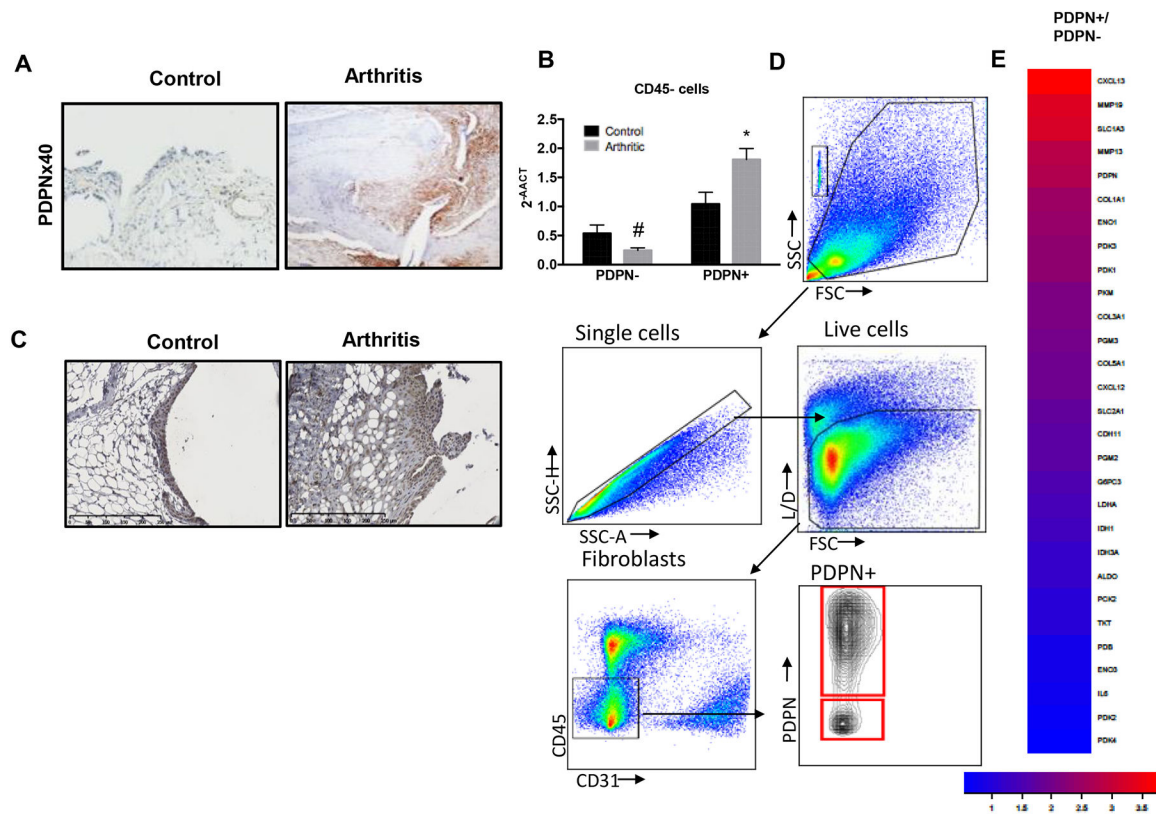 A
Control
Arthritis
PDPNx40
B
CD45- cells
2-AACT
2.5
2.0
1.5
1.0
0.5
0.0
Control
Arthritic
#
*
PDPN-
PDPN+
C
Control
Arthritis
D
SSC
FSC
Single cells
SSC-H
SSC-A
Live cells
L/D
FSC
Fibroblasts
CD45
CD31
PDPN+
PDPN
E
PDPN+/
PDPN-
CXCL13
MMP19
SLC1A3
MMP13
PDPN
COL1A1
ENO1
PDK3
PDK1
PKM
COL3A1
PGM3
COL5A1
CXCL12
SLC2A1
CDH11
PGM2
G6PC3
LDHA
IDH1
IDH3A
ALDO
PCK2
TKT
PDB
ENO3
IL6
PDK2
PDK4
1 1.5 2 2.5 3 3.5